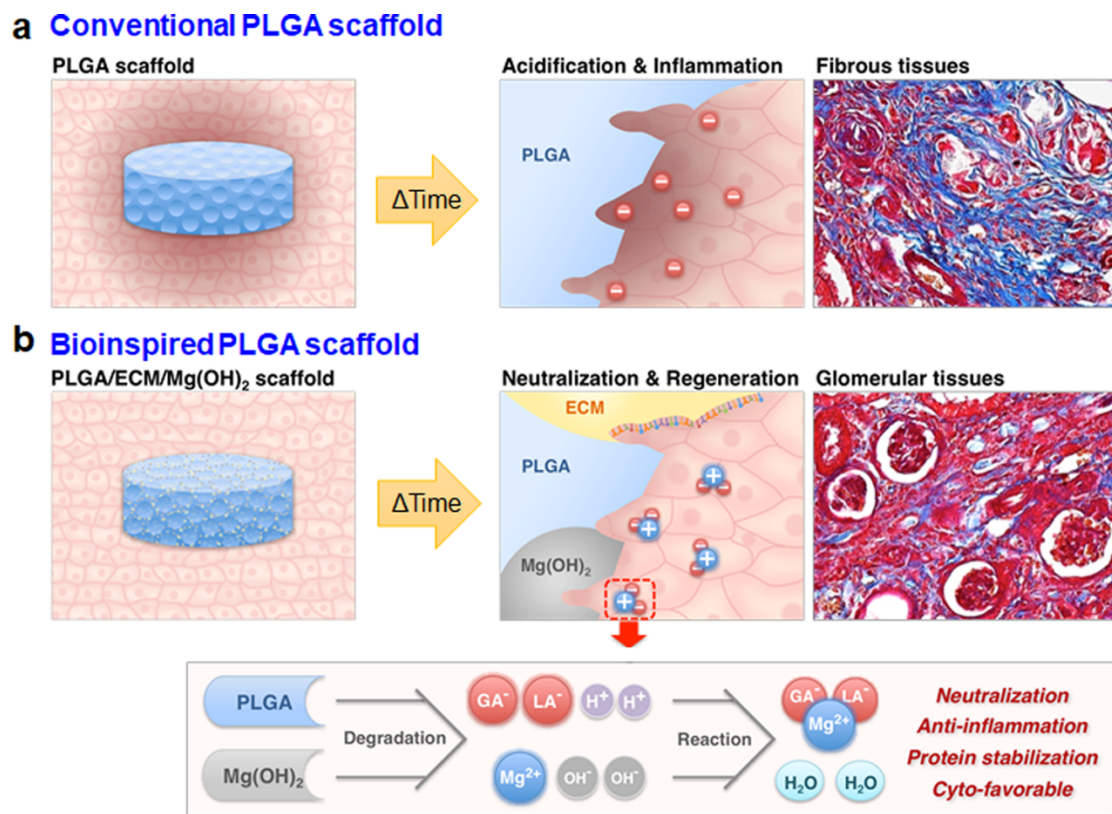 a Conventional PLGA scaffold
PLGA scaffold
Acidification & Inflammation
Fibrous tissues
PLGA
ΔTime
b Bioinspired PLGA scaffold
PLGA/ECM/Mg(OH)₂ scaffold
Neutralization & Regeneration
Glomerular tissues
ECM
PLGA
ΔTime
Mg(OH)₂
PLGA
Degradation
GA⁻ LA⁻ H⁺ H⁺
Reaction
GA⁻ LA⁻
Mg²⁺
Mg(OH)₂
Mg²⁺ OH⁻ OH⁻
H₂O H₂O
Neutralization
Anti-inflammation
Protein stabilization
Cyto-favorable